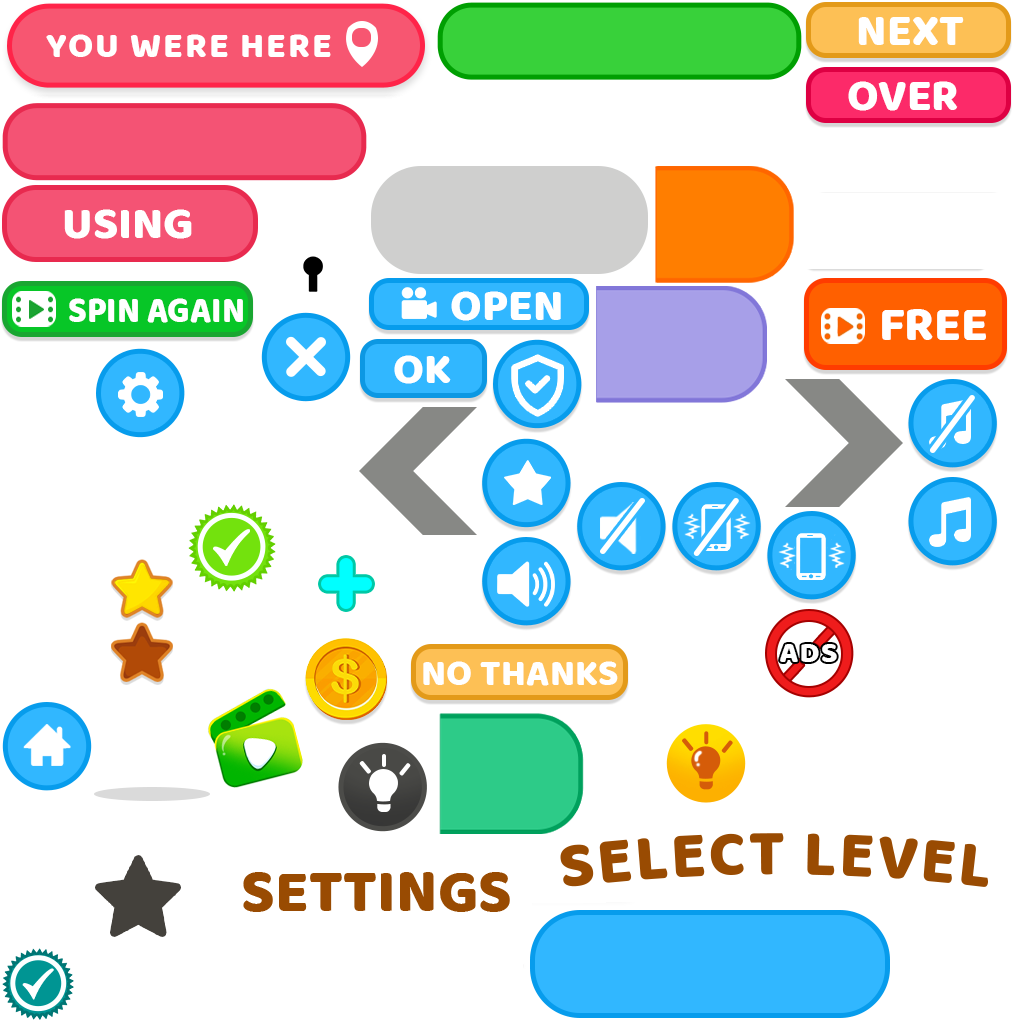 YOU WERE HERE
NEXT
OVER
USING
SPIN AGAIN
OPEN
FREE
OK
ADS
$
NO THANKS
SELECT LEVEL
SETTINGS